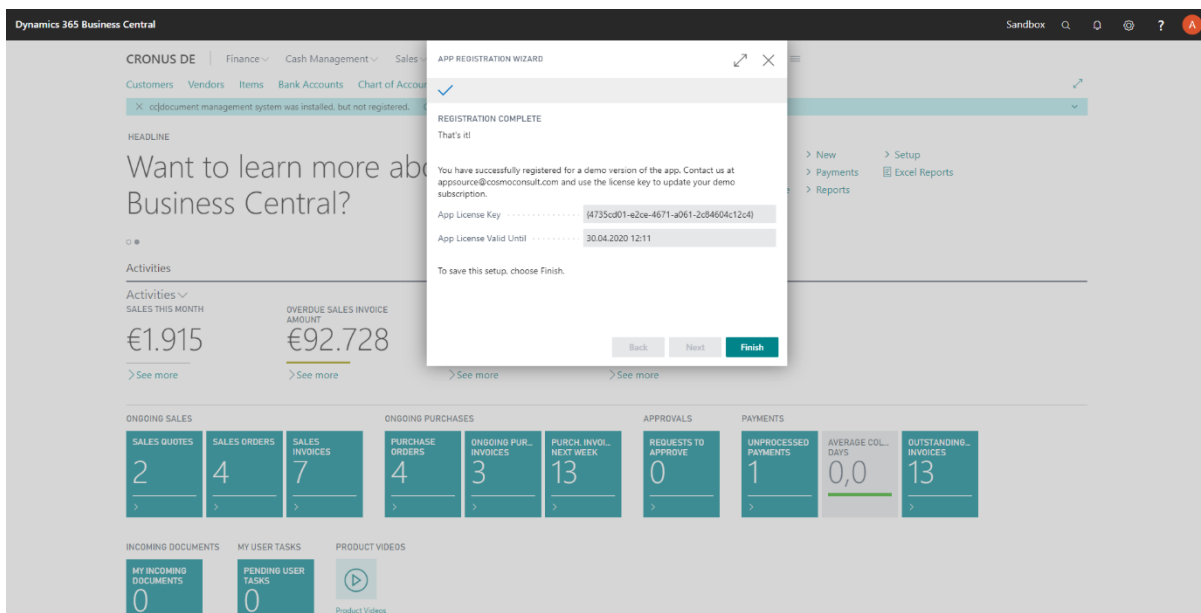 Dynamics 365 Business Central
Sandbox
?
A
CRONUS DE
Finance
Cash Management
Sales
Customers Vendors Items Bank Accounts Chart of Accou
cc|document management system was installed, but not registered.
HEADLINE
Want to learn more abo
Business Central?
> New
> Setup
> Payments
Excel Reports
> Reports
APP REGISTRATION WIZARD
REGISTRATION COMPLETE
That's it!
You have successfully registered for a demo version of the app. Contact us at
appsource@cosmoconsult.com and use the license key to update your demo
subscription.
App License Key {4735cd01-e2ce-4671-a061-2c84604c12c4}
App License Valid Until 30.04.2020 12:11
To save this setup, choose Finish.
Back Next Finish
Activities
Activities
SALES THIS MONTH
€1.915
> See more
OVERDUE SALES INVOICE
AMOUNT
€92.728
> See more
> See more
> See more
ONGOING SALES
SALES QUOTES
2
SALES ORDERS
4
SALES
INVOICES
7
ONGOING PURCHASES
PURCHASE
ORDERS
4
ONGOING PUR...
INVOICES
3
PURCH. INVOI...
NEXT WEEK
13
APPROVALS
REQUESTS TO
APPROVE
0
PAYMENTS
UNPROCESSED
PAYMENTS
1
AVERAGE COL...
DAYS
0,0
OUTSTANDING...
INVOICES
13
INCOMING DOCUMENTS
MY INCOMING
DOCUMENTS
0
MY USER TASKS
PENDING USER
TASKS
0
PRODUCT VIDEOS
Product Videos